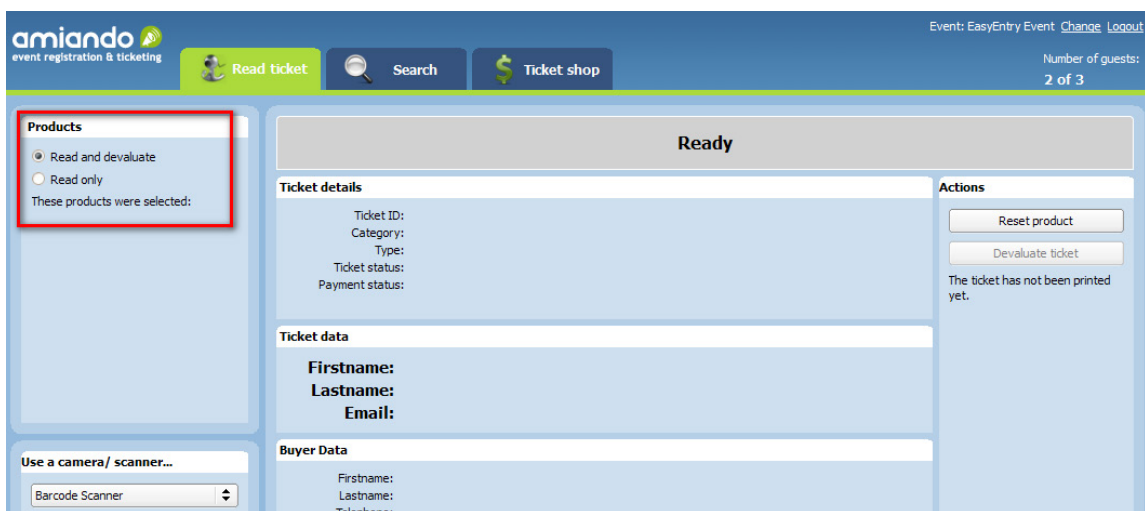 amiando
event registration & ticketing
Read ticket
Search
Ticket shop
Event: EasyEntry Event Change Logout
Number of guests:
2 of 3
Products
Read and devaluate
Read only
These products were selected:
Use a camera/ scanner...
Barcode Scanner
Ready
Ticket details
Ticket ID:
Category:
Type:
Ticket status:
Payment status:
Ticket data
Firstname:
Lastname:
Email:
Buyer Data
Firstname:
Lastname:
Actions
Reset product
Devaluate ticket
The ticket has not been printed
yet.